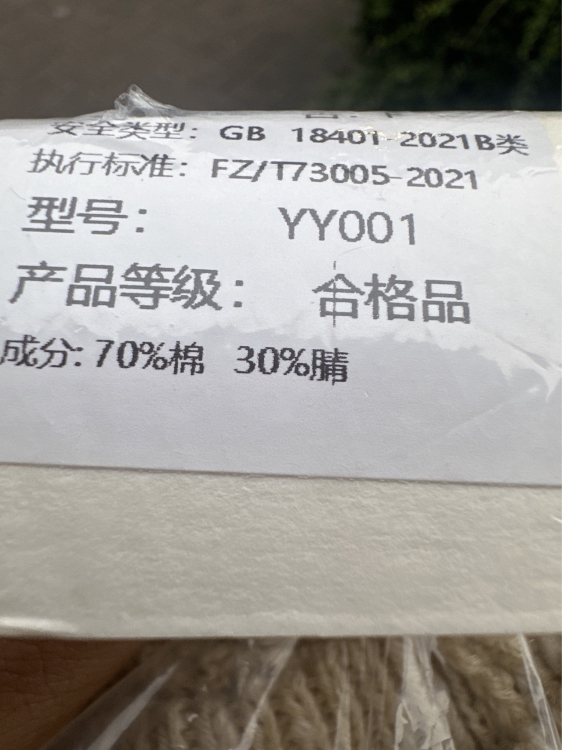 安全类型: GB 18401-2021B类
执行标准: FZ/T73005-2021
型号: YY001
产品等级: 合格品
成分: 70%棉 30%腈